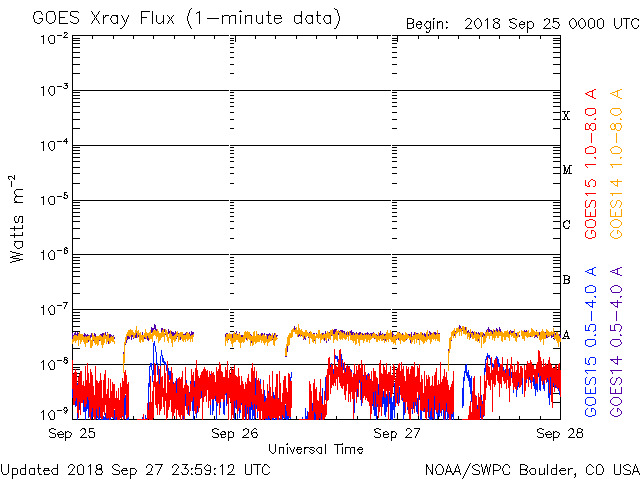 GOES Xray Flux (1-minute data)
Begin: 2018 Sep 25 0000 UTC
10⁻²
10⁻³
10⁻⁴
10⁻⁵
10⁻⁶
10⁻⁷
10⁻⁸
10⁻⁹
Watts m⁻²
X
M
C
B
A
GOES15 1.0-8.0 A
GOES14 1.0-8.0 A
GOES15 0.5-4.0 A
GOES14 0.5-4.0 A
Sep 25 Sep 26 Sep 27 Sep 28
Universal Time
Updated 2018 Sep 27 23:59:12 UTC
NOAA/SWPC Boulder, CO USA